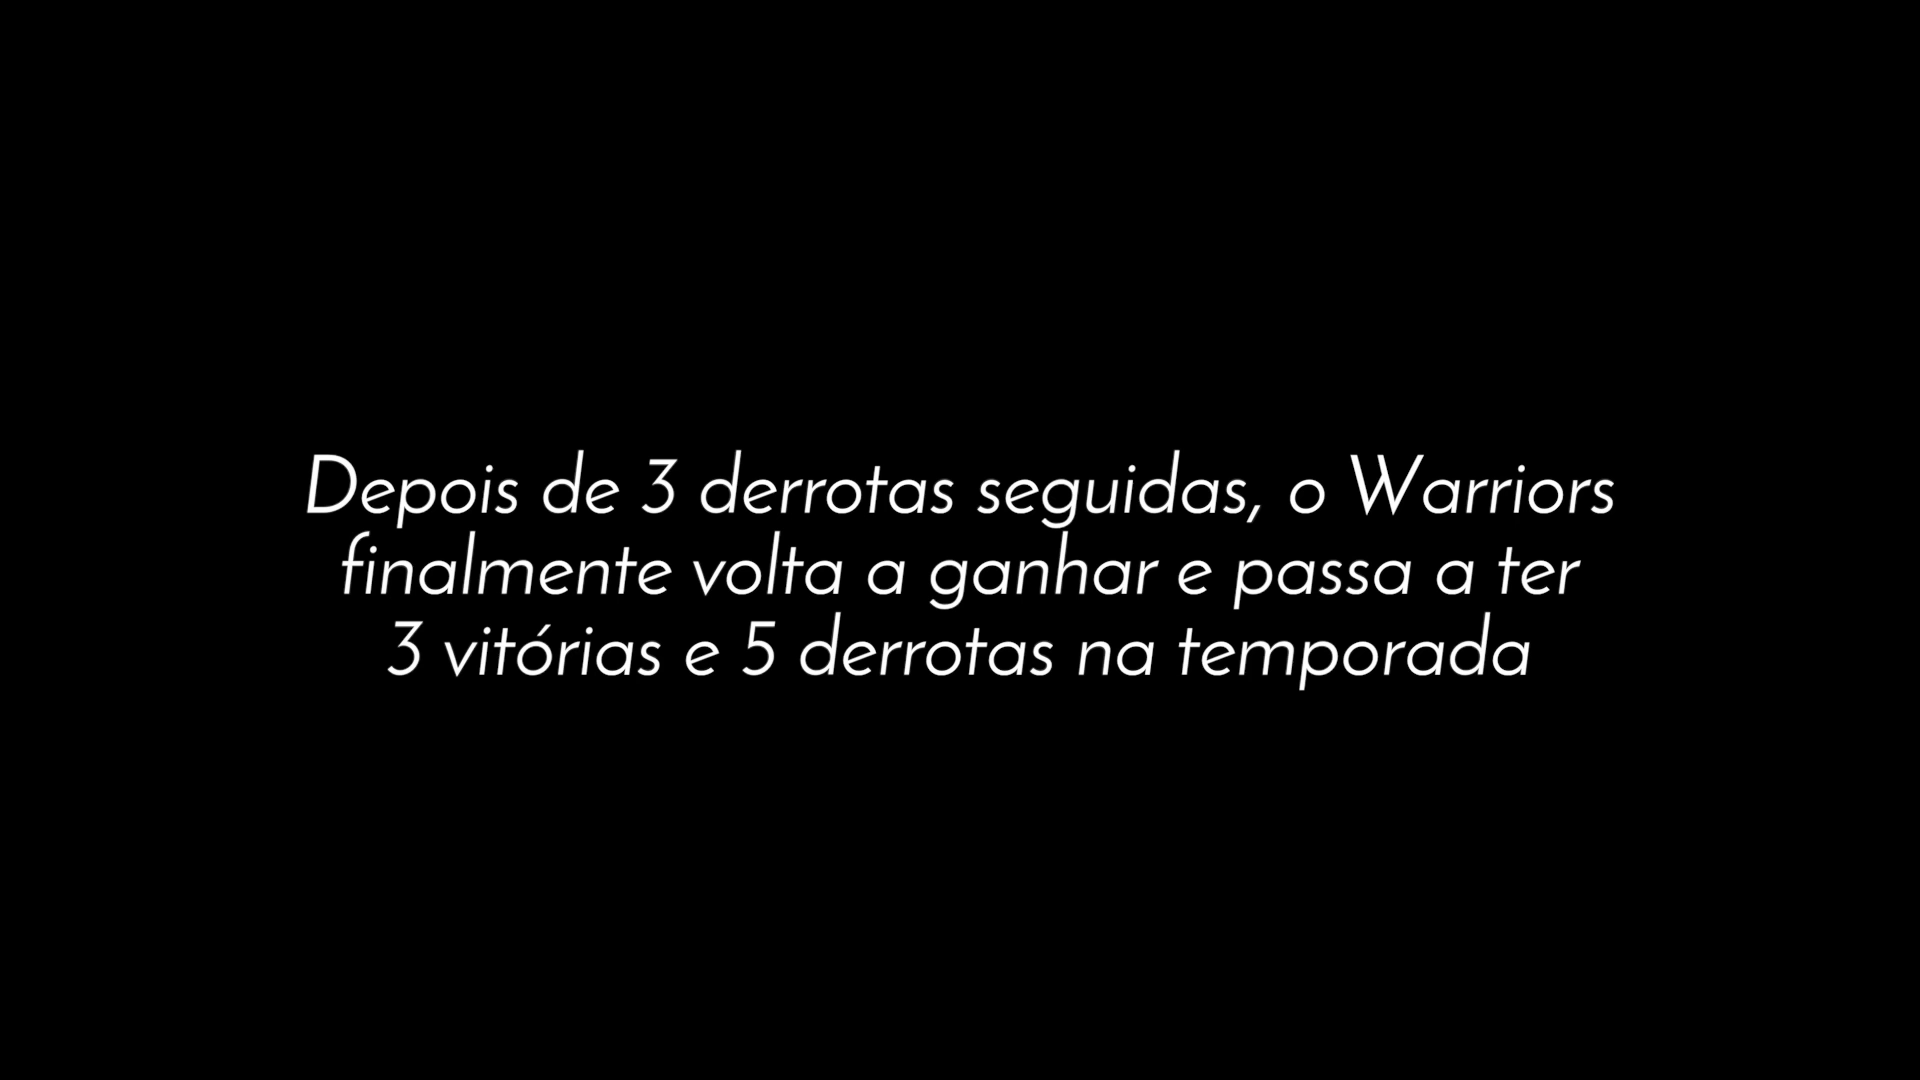 Depois de 3 derrotas seguidas, o Warriors
finalmente volta a ganhar e passa a ter
3 vitórias e 5 derrotas na temporada